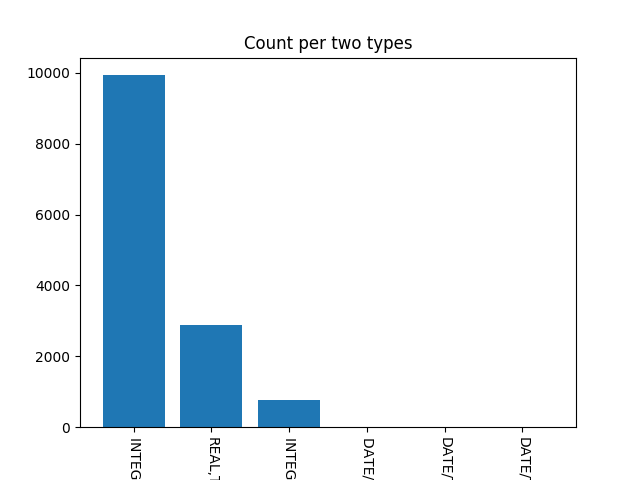 Count per two types
10000
8000
6000
4000
2000
0
INTEG
REAL,T
INTEG
DATE/
DATE/
DATE/